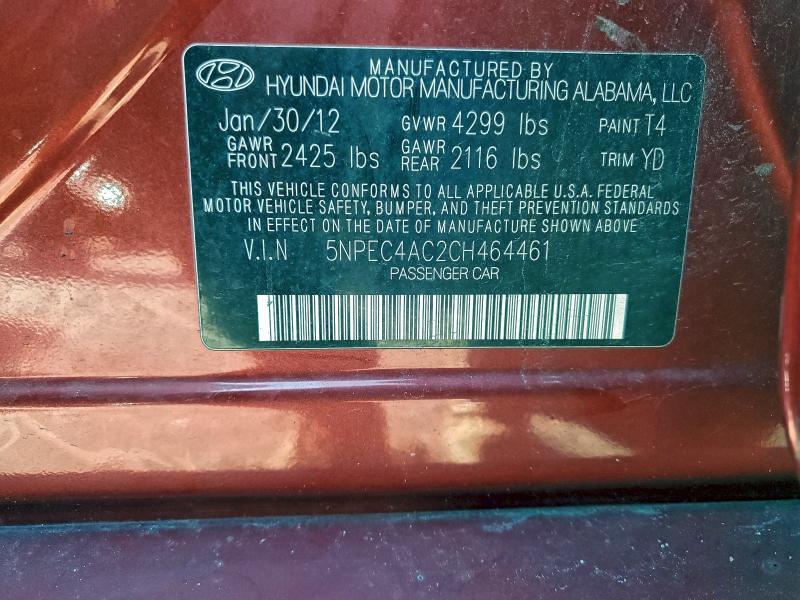 MANUFACTURED BY
HYUNDAI MOTOR MANUFACTURING ALABAMA, LLC
Jan/30/12 GVWR 4299 lbs PAINT T4
GAWR FRONT 2425 lbs GAWR REAR 2116 lbs TRIM YD
THIS VEHICLE CONFORMS TO ALL APPLICABLE U.S.A. FEDERAL
MOTOR VEHICLE SAFETY, BUMPER, AND THEFT PREVENTION STANDARDS
IN EFFECT ON THE DATE OF MANUFACTURE SHOWN ABOVE
V.I.N 5NPEC4AC2CH464461
PASSENGER CAR